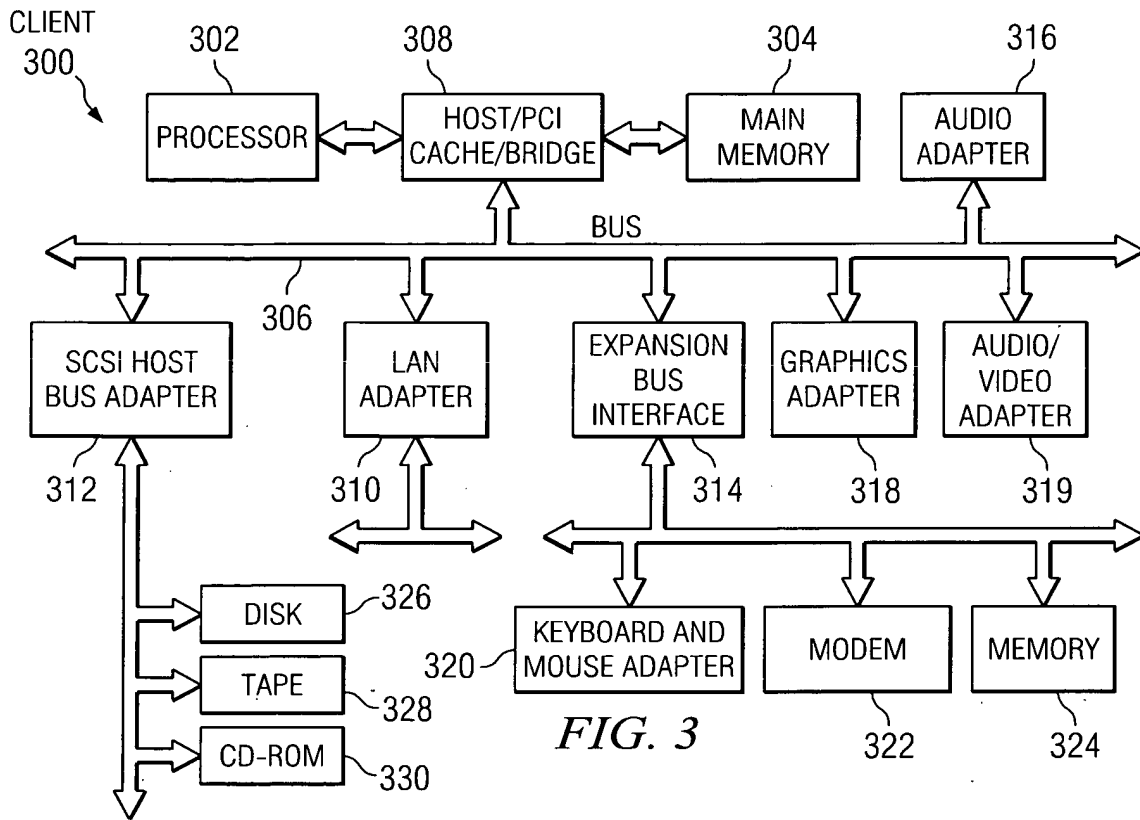 CLIENT
300
302
308
304
316
PROCESSOR
HOST/PCI
CACHE/BRIDGE
MAIN
MEMORY
AUDIO
ADAPTER
BUS
306
SCSI HOST
BUS ADAPTER
LAN
ADAPTER
EXPANSION
BUS
INTERFACE
GRAPHICS
ADAPTER
AUDIO/
VIDEO
ADAPTER
312
310
314
318
319
DISK
326
TAPE
328
CD-ROM
330
320
KEYBOARD AND
MOUSE ADAPTER
MODEM
MEMORY
322
324
FIG. 3